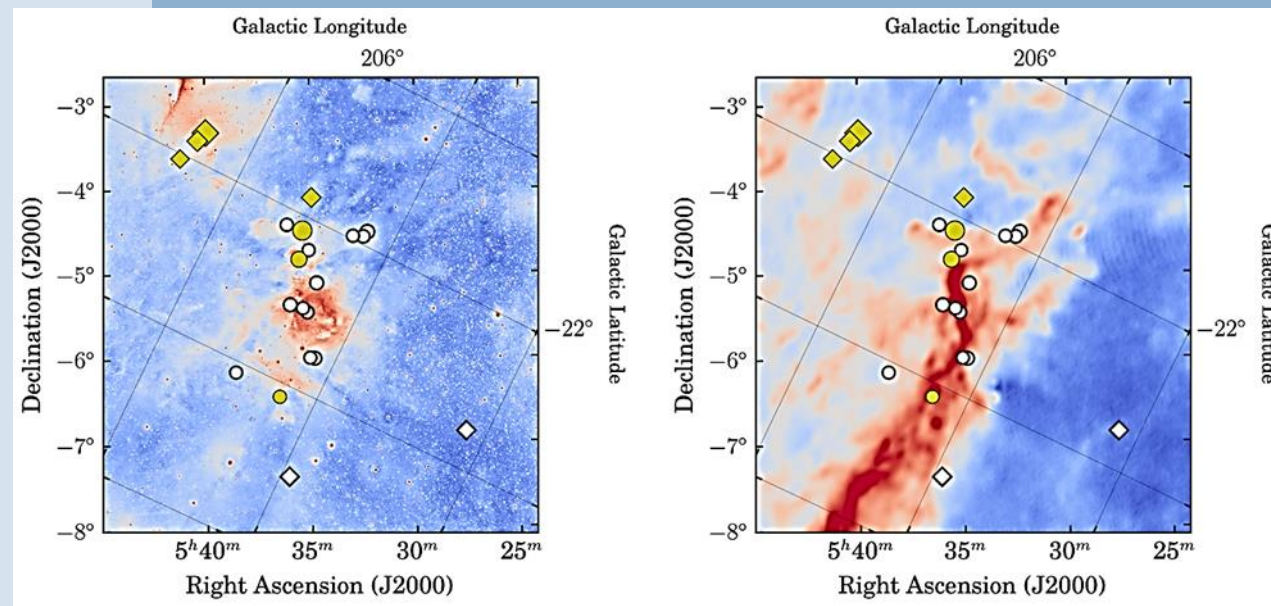 Galactic Longitude
206°
−3°
−4°
−5°
−6°
−7°
−8°
Declination (J2000)
−22°
Galactic Latitude
5ʰ40ᵐ
35ᵐ
30ᵐ
25ᵐ
Right Ascension (J2000)
Galactic Longitude
206°
−3°
−4°
−5°
−6°
−7°
−8°
Declination (J2000)
−22°
Galactic Latitude
5ʰ40ᵐ
35ᵐ
30ᵐ
25ᵐ
Right Ascension (J2000)